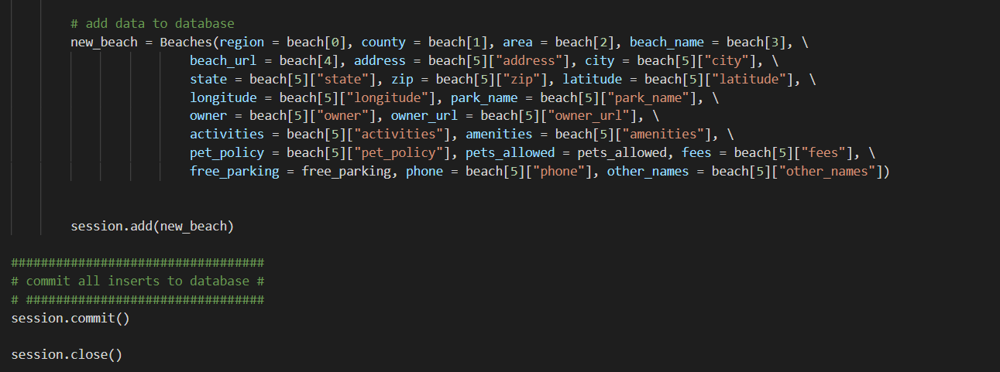 # add data to database
new_beach = Beaches(region = beach[0], county = beach[1], area = beach[2], beach_name = beach[3], \
beach_url = beach[4], address = beach[5]["address"], city = beach[5]["city"], \
state = beach[5]["state"], zip = beach[5]["zip"], latitude = beach[5]["latitude"], \
longitude = beach[5]["longitude"], park_name = beach[5]["park_name"], \
owner = beach[5]["owner"], owner_url = beach[5]["owner_url"], \
activities = beach[5]["activities"], amenities = beach[5]["amenities"], \
pet_policy = beach[5]["pet_policy"], pets_allowed = pets_allowed, fees = beach[5]["fees"], \
free_parking = free_parking, phone = beach[5]["phone"], other_names = beach[5]["other_names"])
session.add(new_beach)
##################################
# commit all inserts to database #
# ################################
session.commit()
session.close()